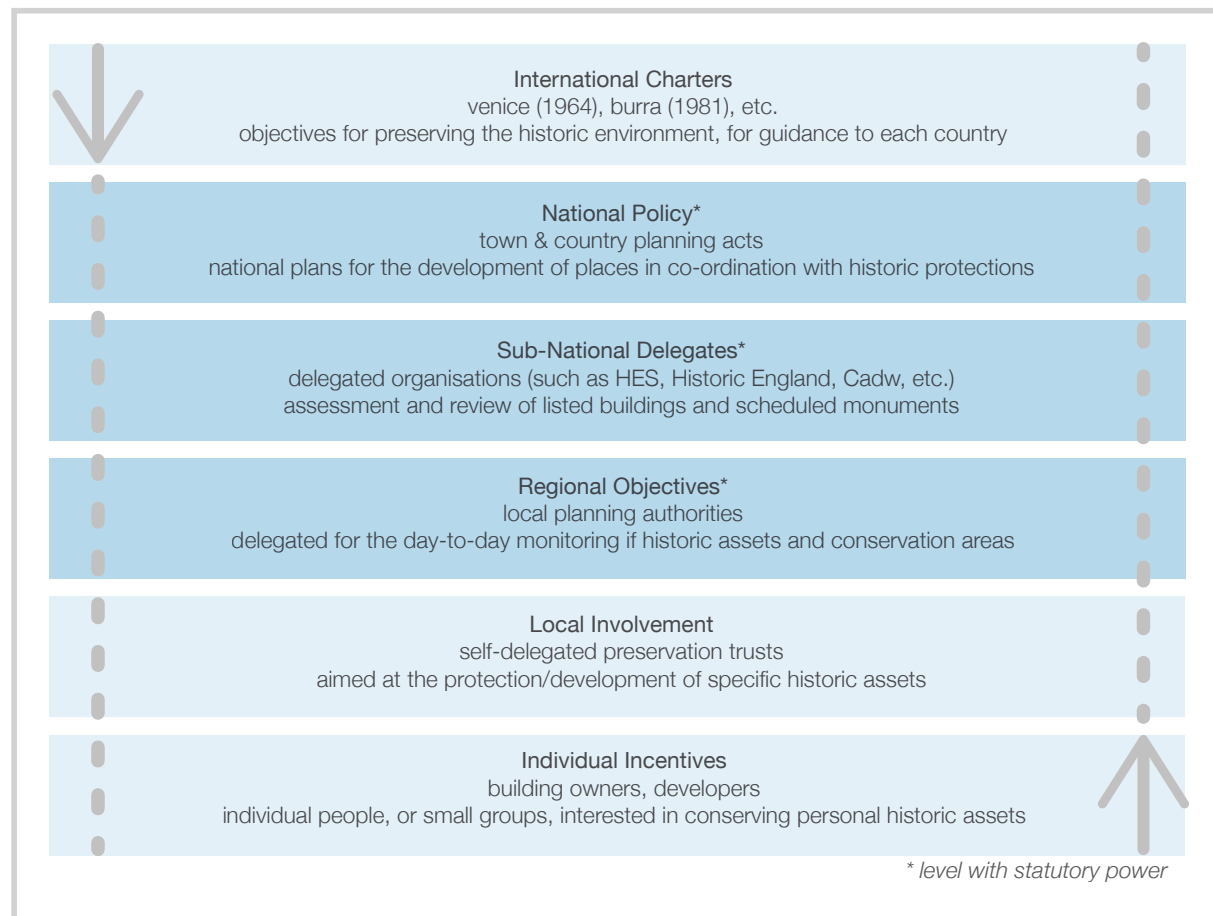 International Charters
venice (1964), burra (1981), etc.
objectives for preserving the historic environment, for guidance to each country
National Policy*
town & country planning acts
national plans for the development of places in co-ordination with historic protections
Sub-National Delegates*
delegated organisations (such as HES, Historic England, Cadw, etc.)
assessment and review of listed buildings and scheduled monuments
Regional Objectives*
local planning authorities
delegated for the day-to-day monitoring if historic assets and conservation areas
Local Involvement
self-delegated preservation trusts
aimed at the protection/development of specific historic assets
Individual Incentives
building owners, developers
individual people, or small groups, interested in conserving personal historic assets
* level with statutory power